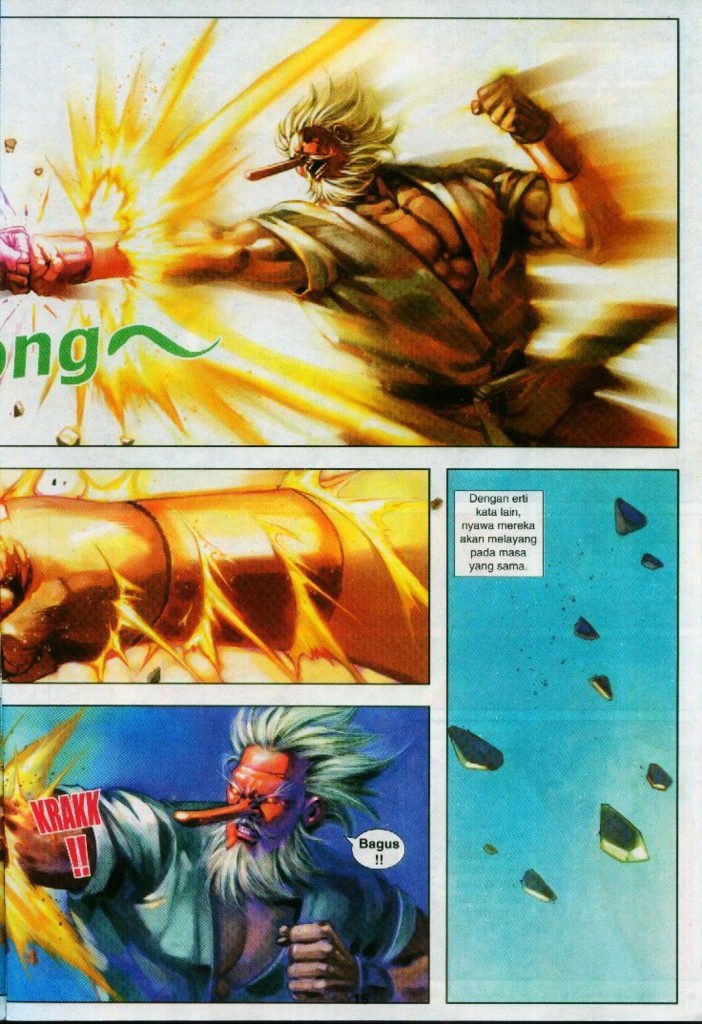 ong~
Dengan erti
kata lain,
nyawa mereka
akan melayang
pada masa
yang sama.
KRAKK
!!
Bagus
!!